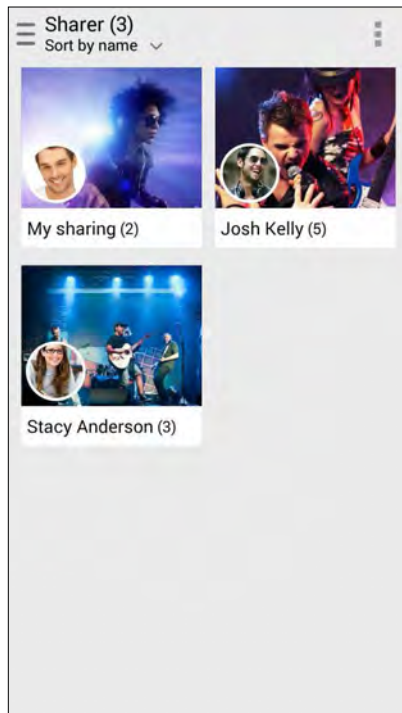 Sharer (3)
Sort by name
My sharing (2)
Josh Kelly (5)
Stacy Anderson (3)